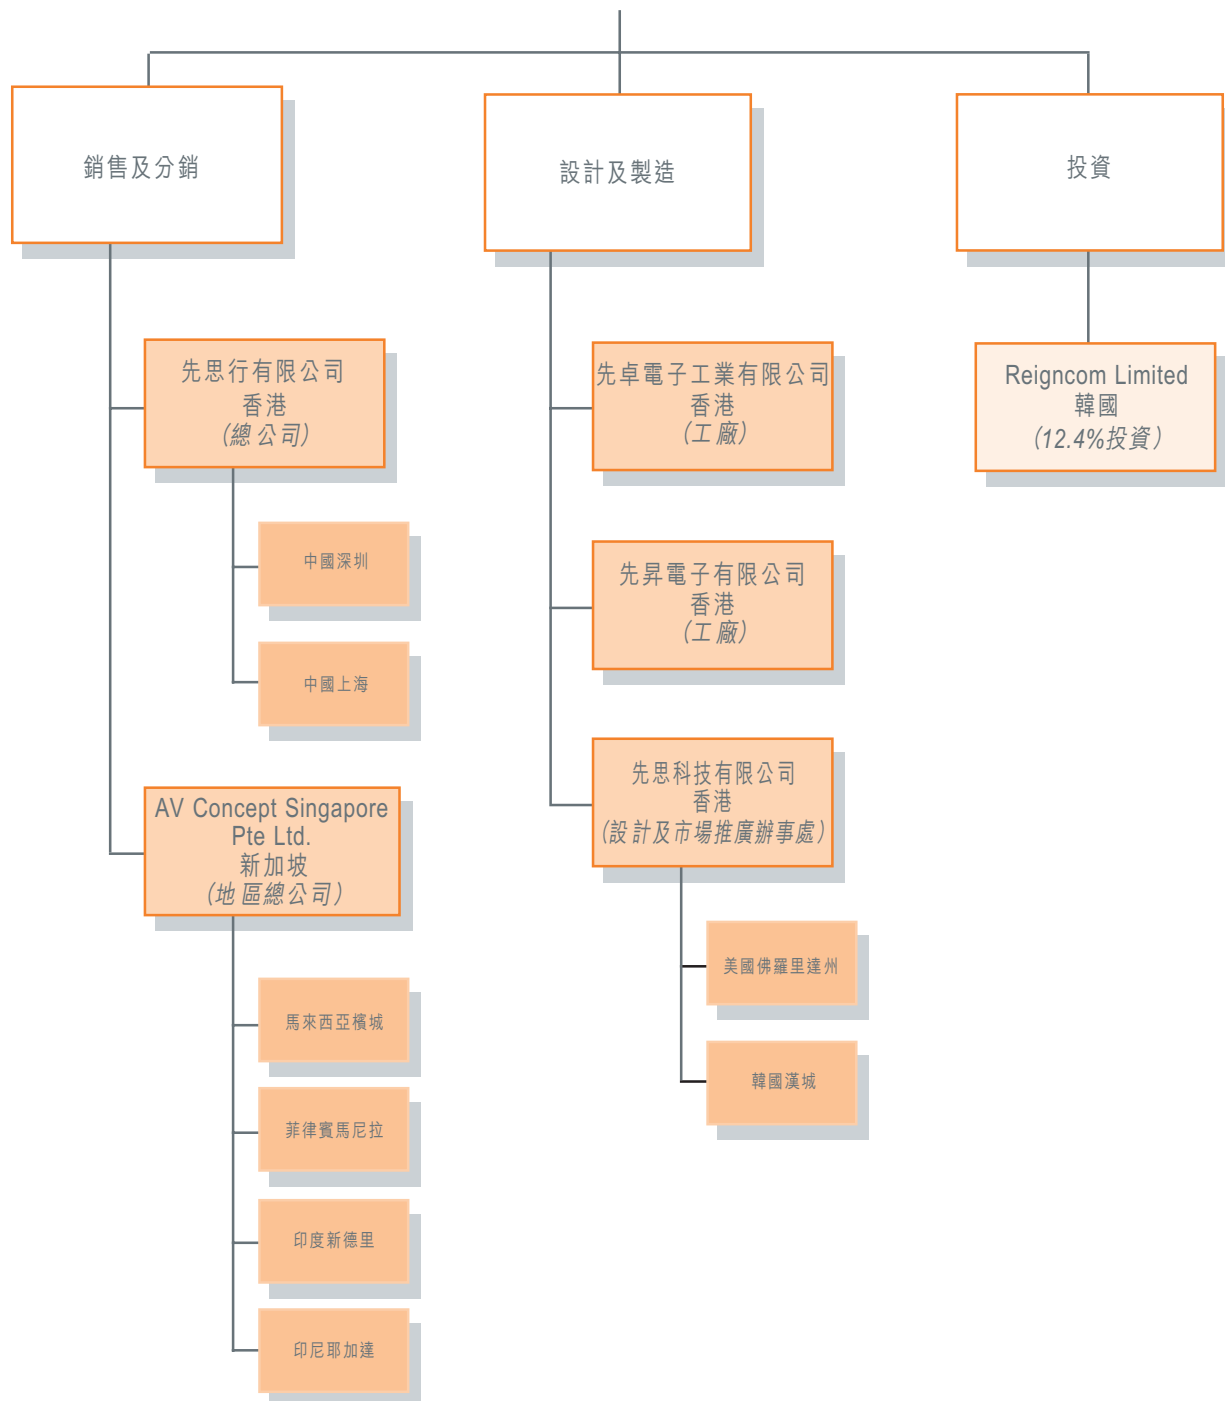 銷售及分銷
先思行有限公司
香港
(總公司)
中國深圳
中國上海
AV Concept Singapore
Pte Ltd.
新加坡
(地區總公司)
馬來西亞檳城
菲律賓馬尼拉
印度新德里
印尼耶加達
設計及製造
先卓電子工業有限公司
香港
(工廠)
先昇電子有限公司
香港
(工廠)
先思科技有限公司
香港
(設計及市場推廣辦事處)
美國佛羅里達州
韓國漢城
投資
Reigncom Limited
韓國
(12.4%投資)